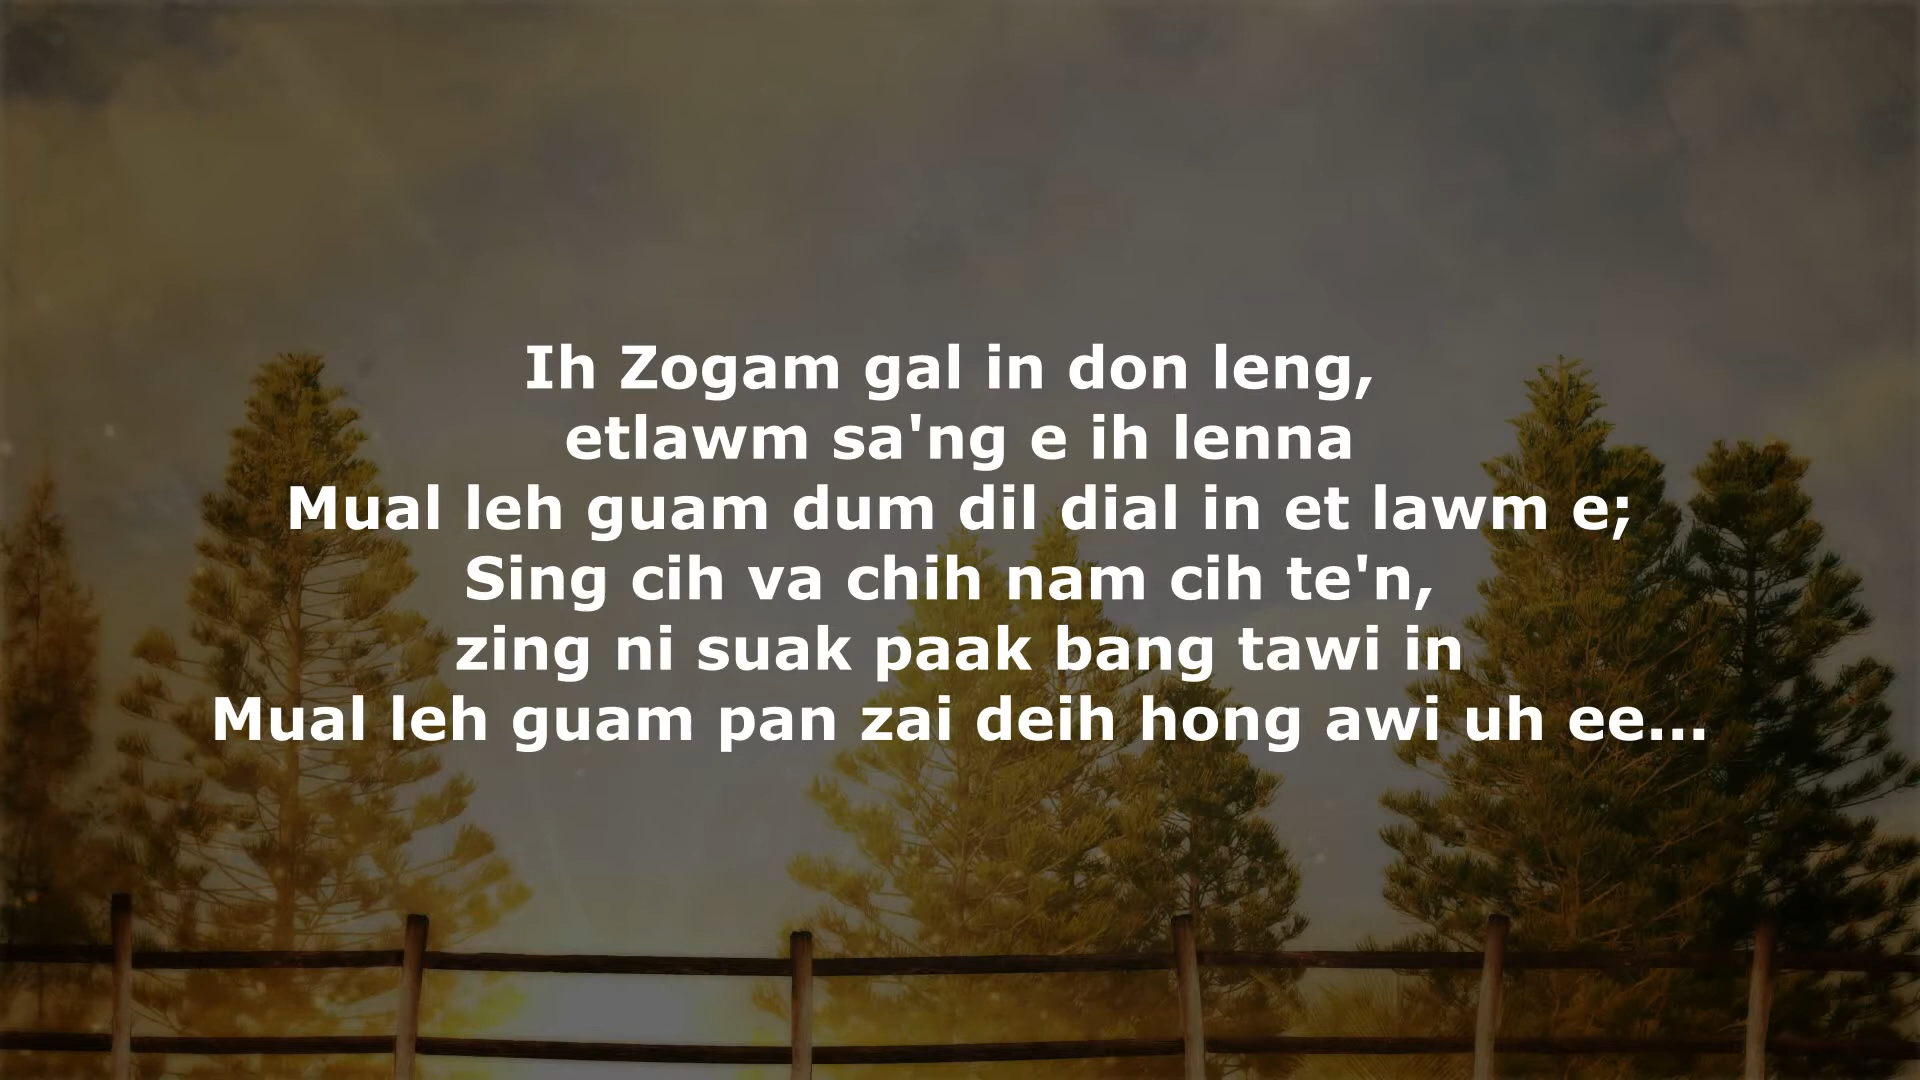 Ih Zogam gal in don leng,
etlawm sa'ng e ih lenna
Mual leh guam dum dil dial in et lawm e;
Sing cih va chih nam cih te'n,
zing ni suak paak bang tawi in
Mual leh guam pan zai deih hong awi uh ee...